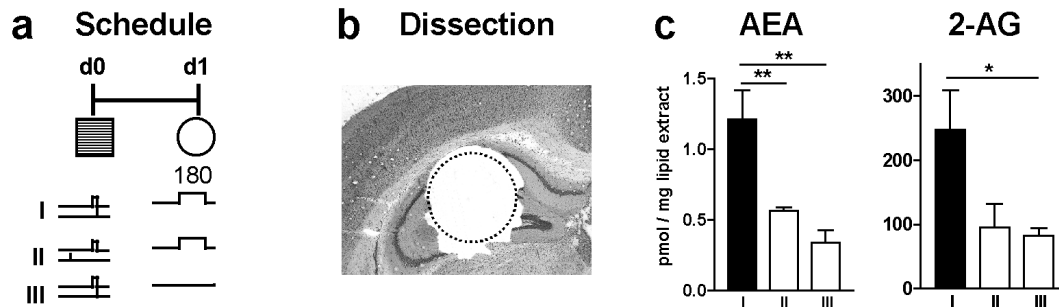 a Schedule
d0 d1
180
I
II
III
b Dissection
c AEA 2-AG
pmol / mg lipid extract
1.5
1.0
0.5
0.0
**
**
I II III
300
200
100
0
*
I II III